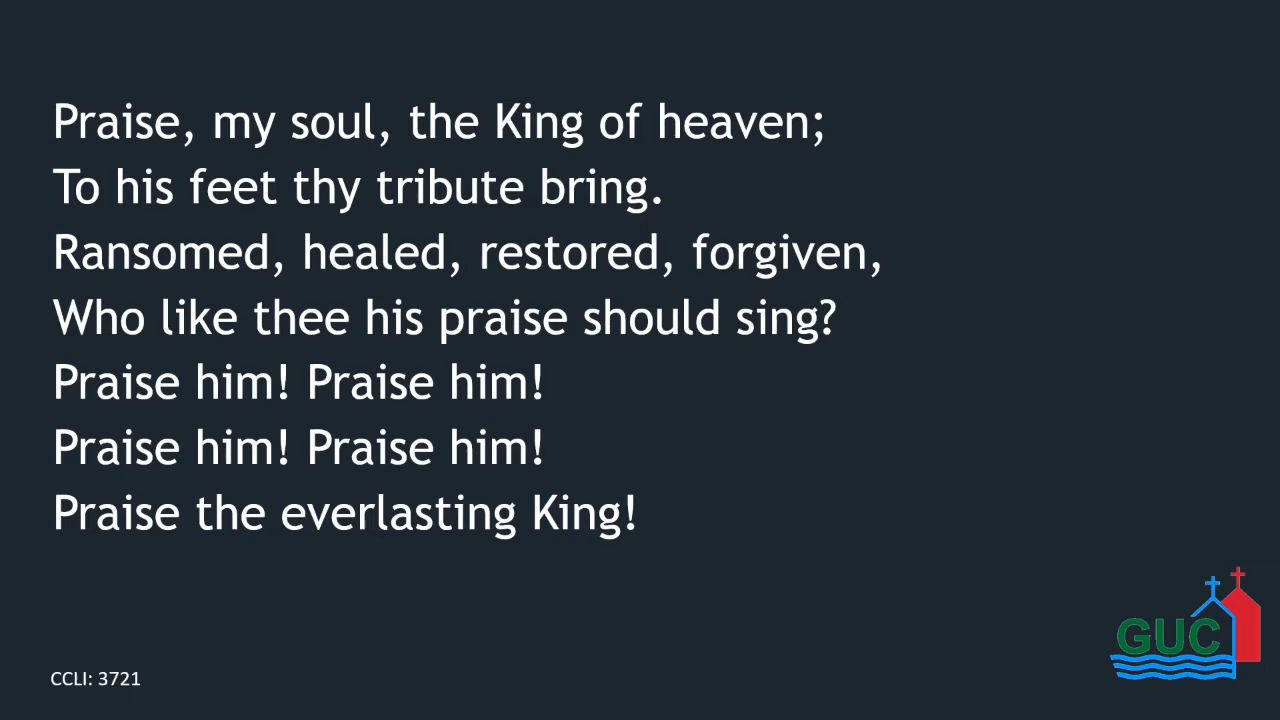 Praise, my soul, the King of heaven;
To his feet thy tribute bring.
Ransomed, healed, restored, forgiven,
Who like thee his praise should sing?
Praise him! Praise him!
Praise him! Praise him!
Praise the everlasting King!
GUC
CCLI: 3721